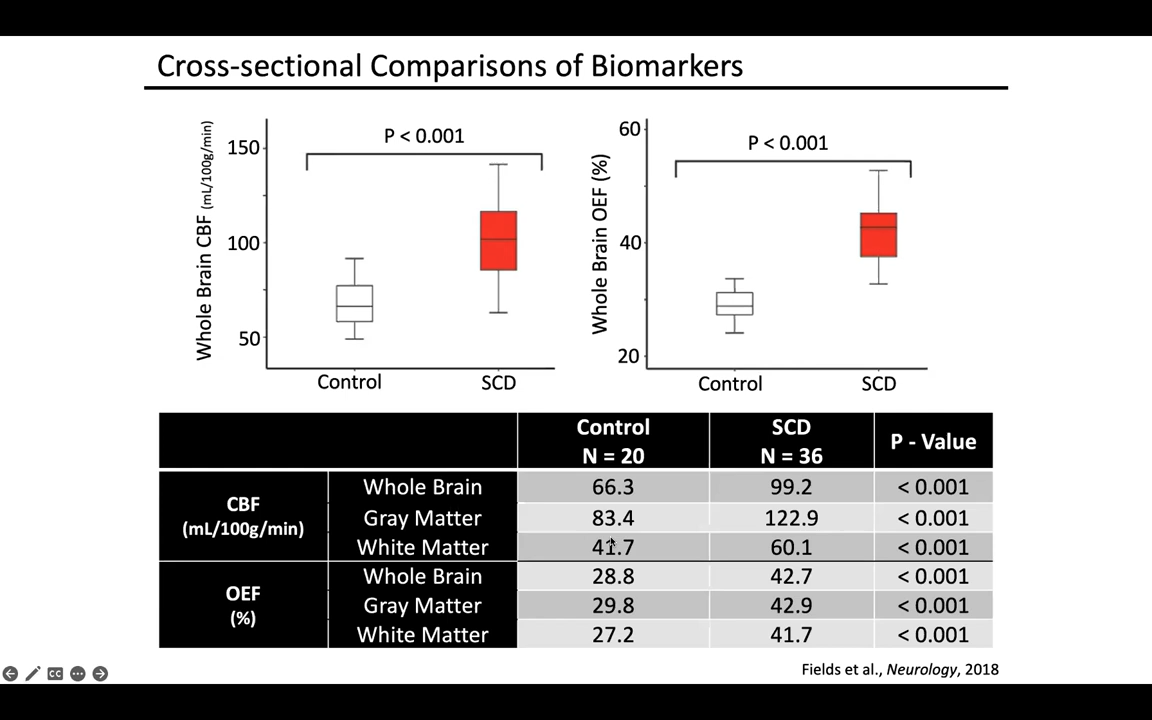 Cross-sectional Comparisons of Biomarkers
Whole Brain CBF (mL/100g/min)
150
100
50
P < 0.001
Control
SCD
Whole Brain OEF (%)
60
40
20
P < 0.001
Control
SCD
Control N = 20
SCD N = 36
P - Value
CBF (mL/100g/min)
Whole Brain 66.3 99.2 < 0.001
Gray Matter 83.4 122.9 < 0.001
White Matter 41.7 60.1 < 0.001
OEF (%)
Whole Brain 28.8 42.7 < 0.001
Gray Matter 29.8 42.9 < 0.001
White Matter 27.2 41.7 < 0.001
Fields et al., Neurology, 2018
CC